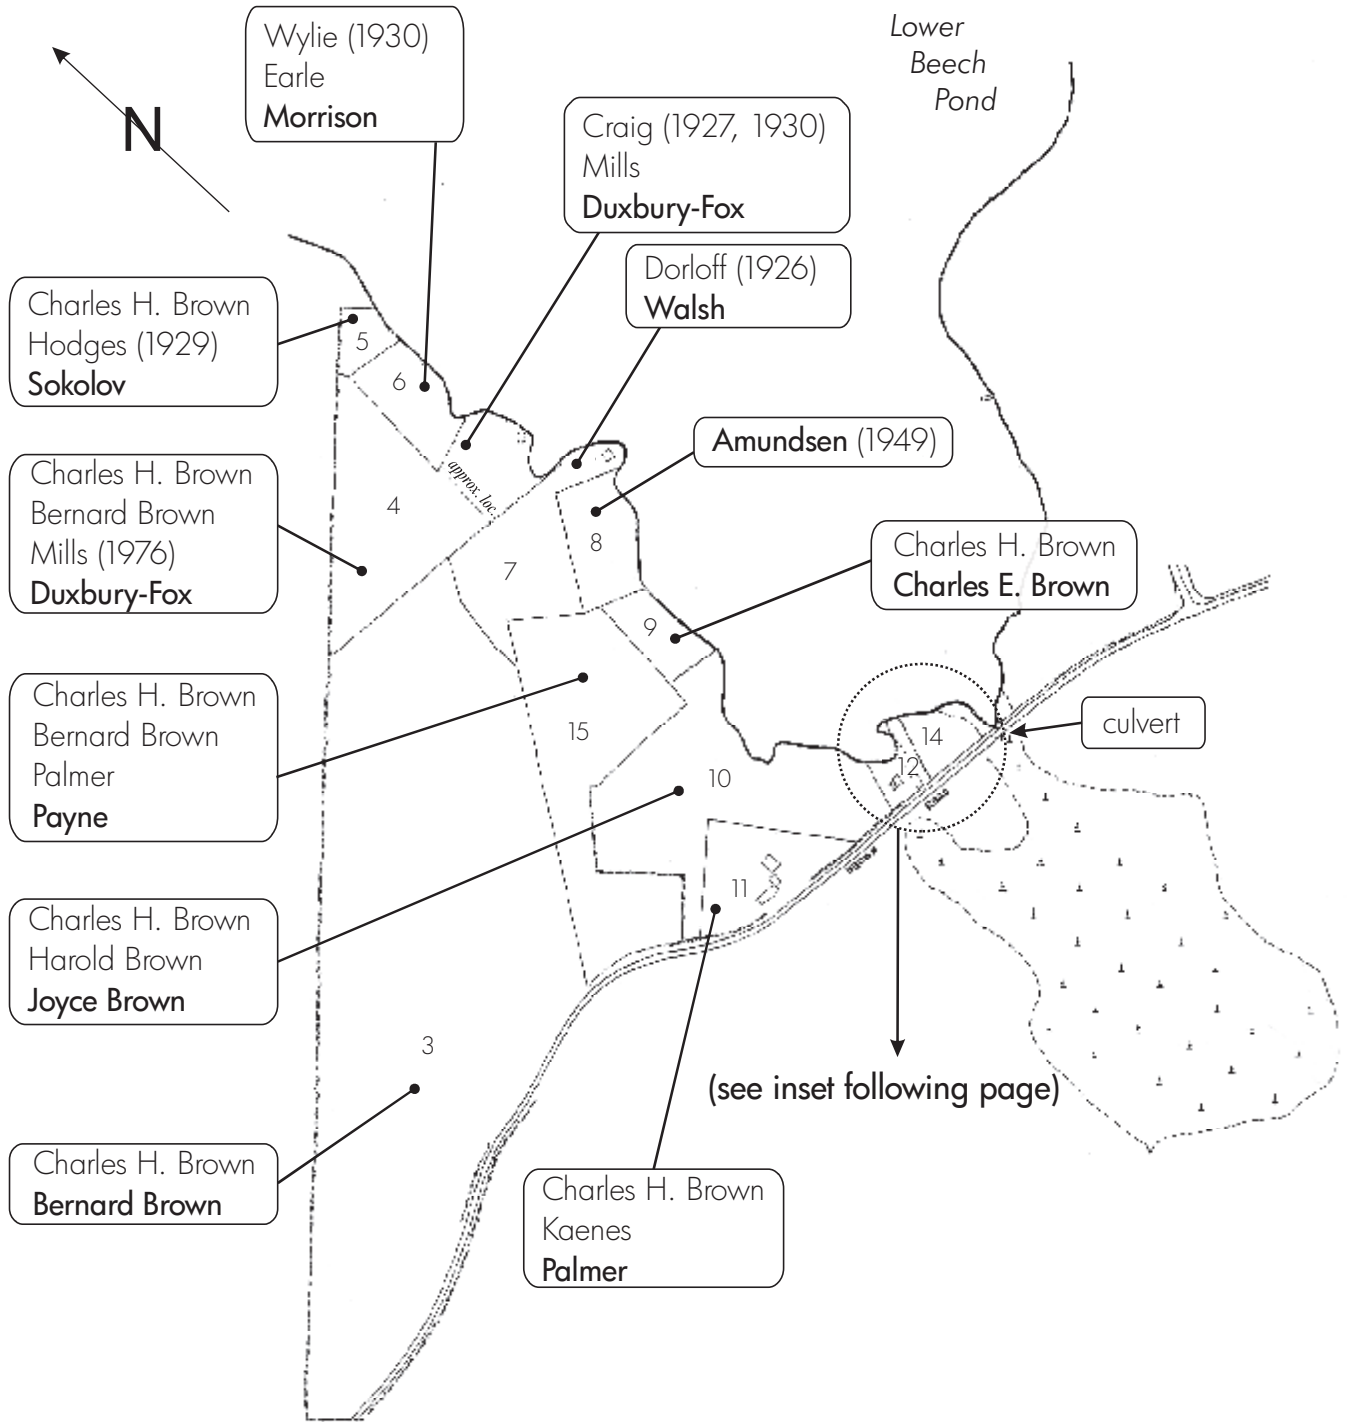 Lower
Beech
Pond
N
Wylie (1930)
Earle
Morrison
Craig (1927, 1930)
Mills
Duxbury-Fox
Dorloff (1926)
Walsh
Charles H. Brown
Hodges (1929)
Sokolov
5
6
Amundsen (1949)
approx. loc.
Charles H. Brown
Bernard Brown
Mills (1976)
Duxbury-Fox
4
7
8
Charles H. Brown
Charles E. Brown
9
Charles H. Brown
Bernard Brown
Palmer
Payne
15
10
14
12
culvert
11
Charles H. Brown
Harold Brown
Joyce Brown
3
(see inset following page)
Charles H. Brown
Bernard Brown
Charles H. Brown
Kaenes
Palmer